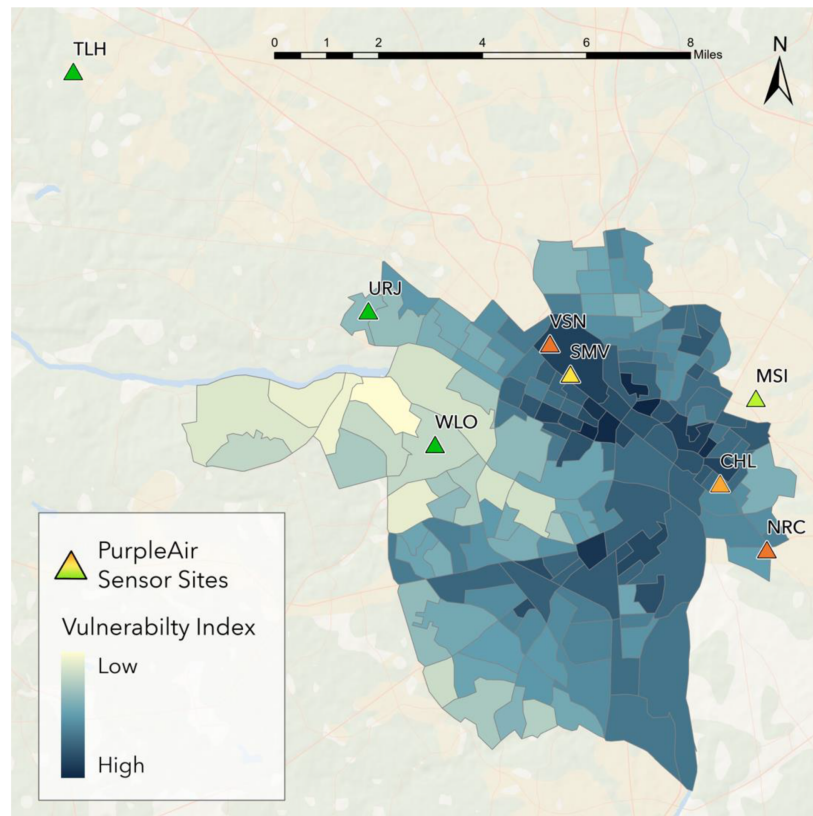 TLH
0 1 2 4 6 8
Miles
N
URJ
VSN
SMV
MSI
WLO
CHL
NRC
PurpleAir
Sensor Sites
Vulnerabilty Index
Low
High